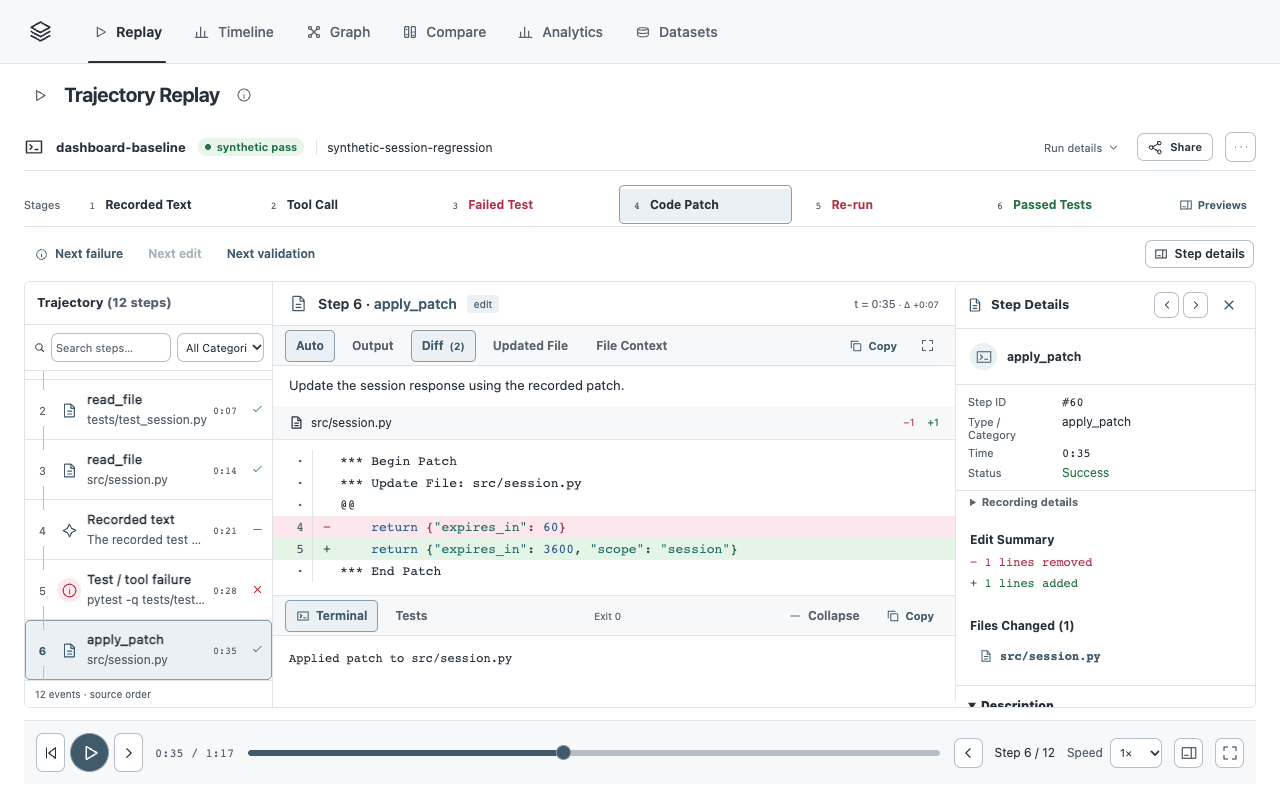 Replay Timeline Graph Compare Analytics Datasets
Trajectory Replay
dashboard-baseline synthetic pass synthetic-session-regression Run details Share
Stages 1 Recorded Text 2 Tool Call 3 Failed Test 4 Code Patch 5 Re-run 6 Passed Tests Previews
Next failure Next edit Next validation Step details
Trajectory (12 steps)
Search steps... All Categori
2 read_file 0:07
tests/test_session.py
3 read_file 0:14
src/session.py
4 Recorded text 0:21
The recorded test ...
5 Test / tool failure 0:28
pytest -q tests/test...
6 apply_patch 0:35
src/session.py
12 events · source order
Step 6 · apply_patch edit t = 0:35 · Δ +0:07
Auto Output Diff (2) Updated File File Context Copy
Update the session response using the recorded patch.
src/session.py −1 +1
· *** Begin Patch
· *** Update File: src/session.py
· @@
4 − return {"expires_in": 60}
5 + return {"expires_in": 3600, "scope": "session"}
· *** End Patch
Terminal Tests Exit 0 Collapse Copy
Applied patch to src/session.py
Step Details
apply_patch
Step ID #60
Type / Category apply_patch
Time 0:35
Status Success
Recording details
Edit Summary
− 1 lines removed
+ 1 lines added
Files Changed (1)
src/session.py
Description
0:35 / 1:17 Step 6 / 12 Speed 1×